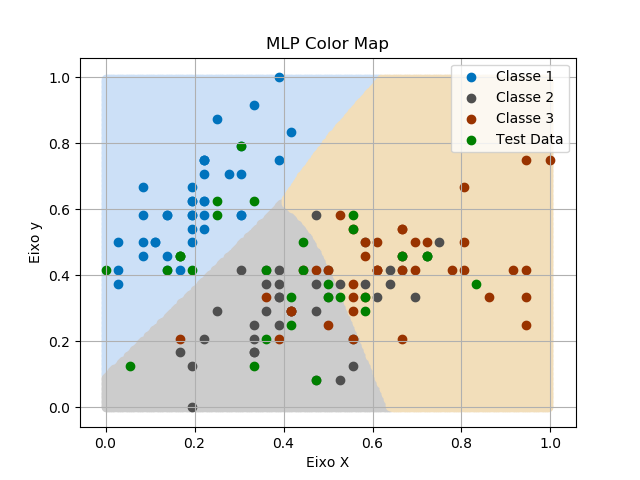 MLP Color Map
Classe 1
Classe 2
Classe 3
Test Data
Eixo y
1.0
0.8
0.6
0.4
0.2
0.0
0.0 0.2 0.4 0.6 0.8 1.0
Eixo X